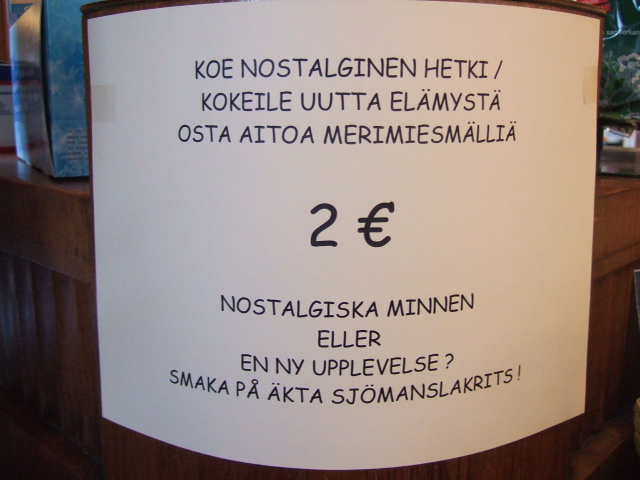 KOE NOSTALGINEN HETKI /
KOKEILE UUTTA ELÄMYSTÄ
OSTA AITOA MERIMIESMÄLLIÄ
2 €
NOSTALGISKA MINNEN
ELLER
EN NY UPPLEVELSE ?
SMAKA PÅ ÄKTA SJÖMANSLAKRITS !